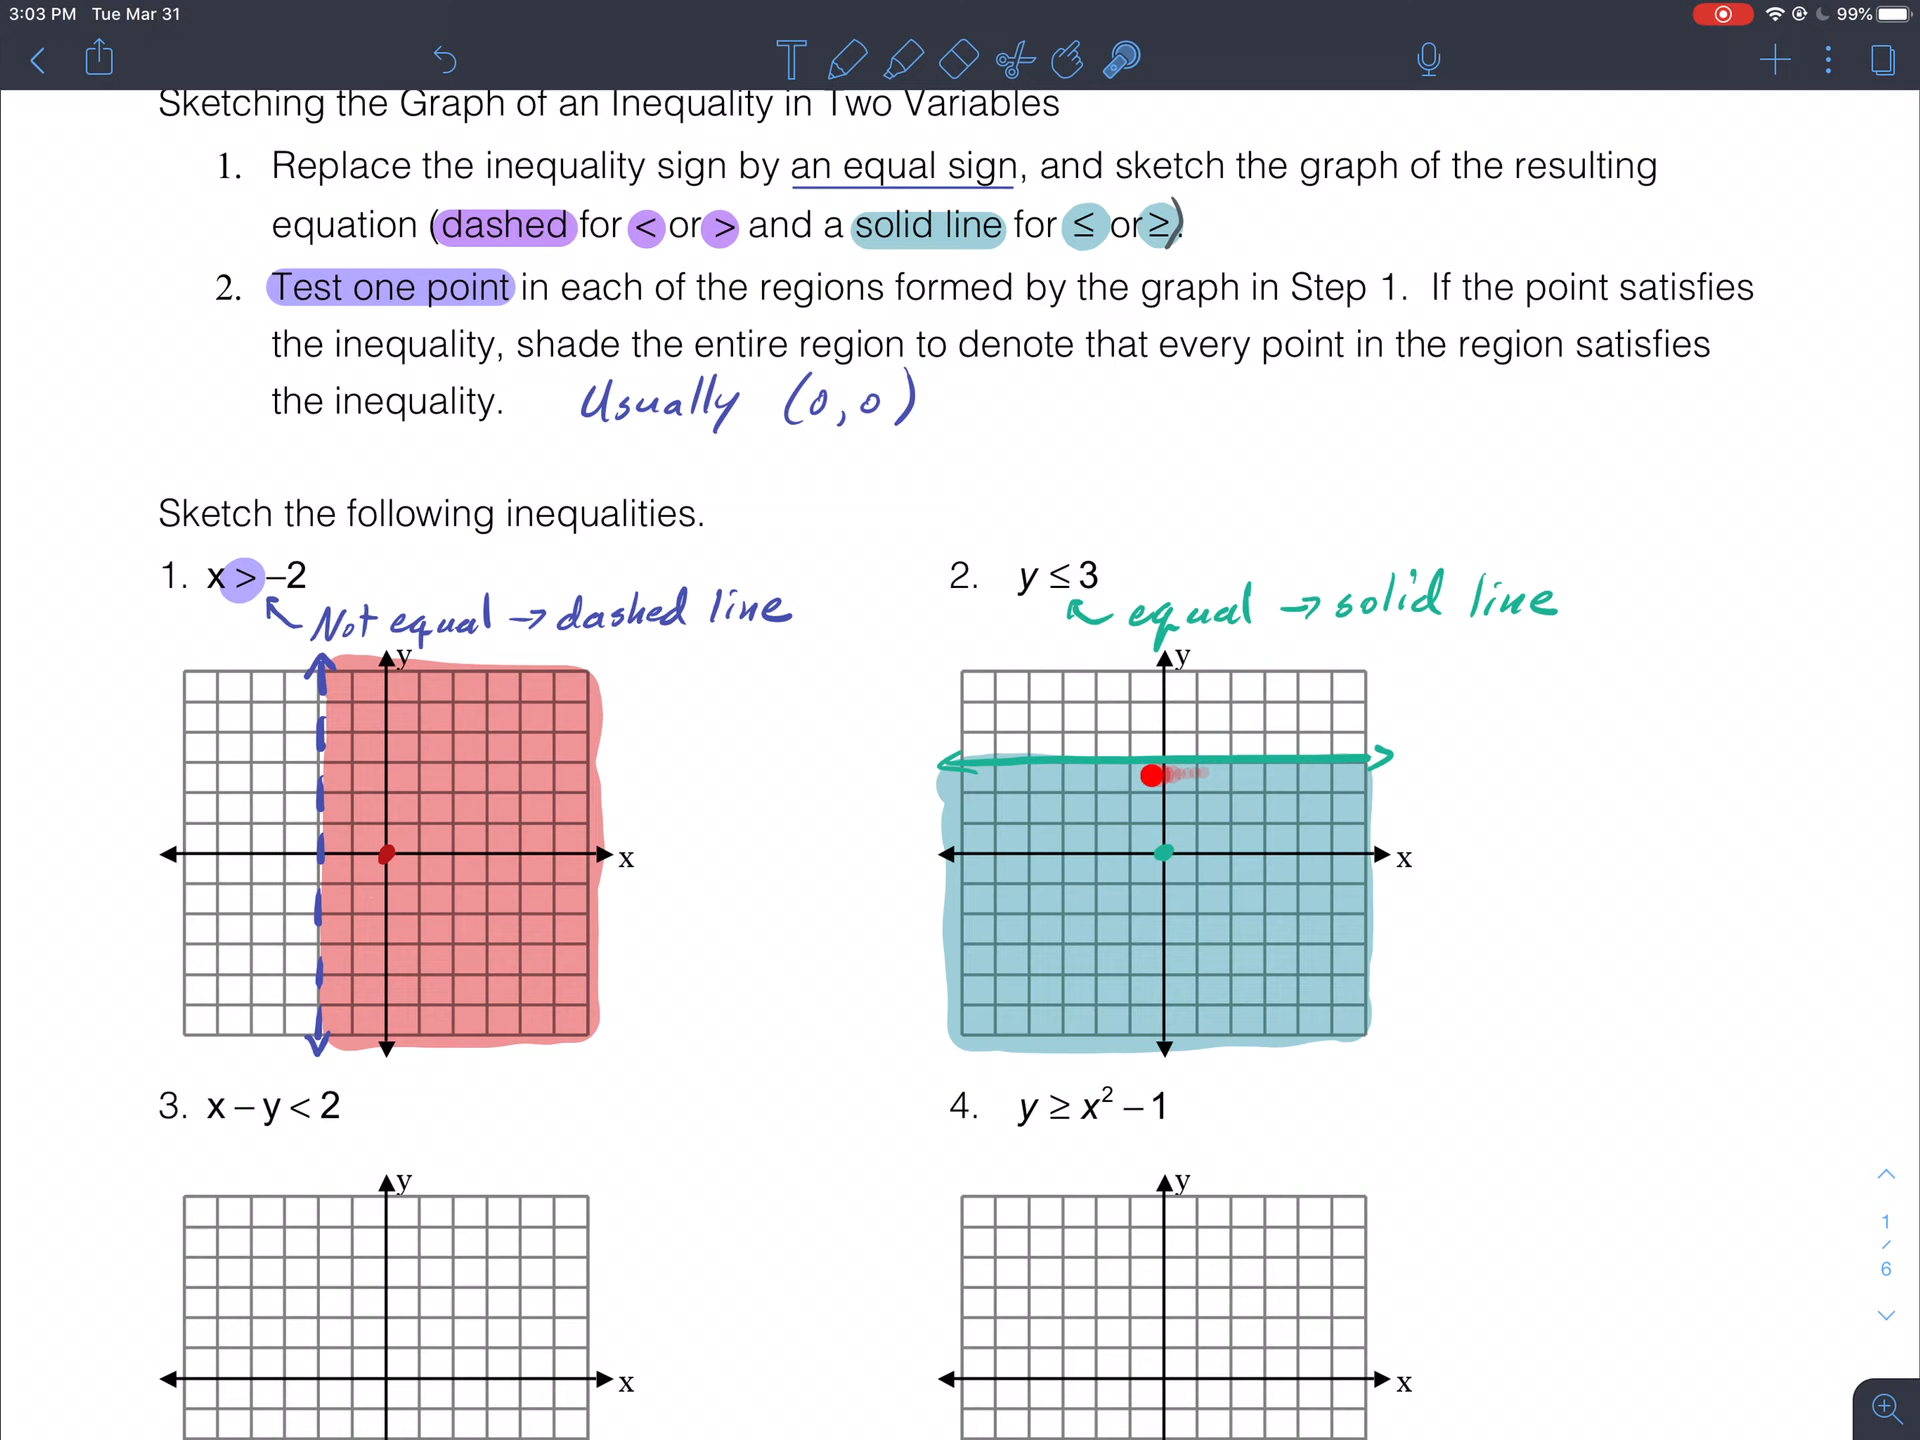 3:03 PM Tue Mar 31
99%
Sketching the Graph of an Inequality in Two Variables
1. Replace the inequality sign by an equal sign, and sketch the graph of the resulting
equation (dashed for < or > and a solid line for ≤ or ≥).
2. Test one point in each of the regions formed by the graph in Step 1. If the point satisfies
the inequality, shade the entire region to denote that every point in the region satisfies
the inequality. Usually (0,0)
Sketch the following inequalities.
1. x > –2
Not equal → dashed line
2. y ≤ 3
equal → solid line
y
x
y
x
3. x – y < 2
4. y ≥ x² – 1
y
x
y
x
1
/
6